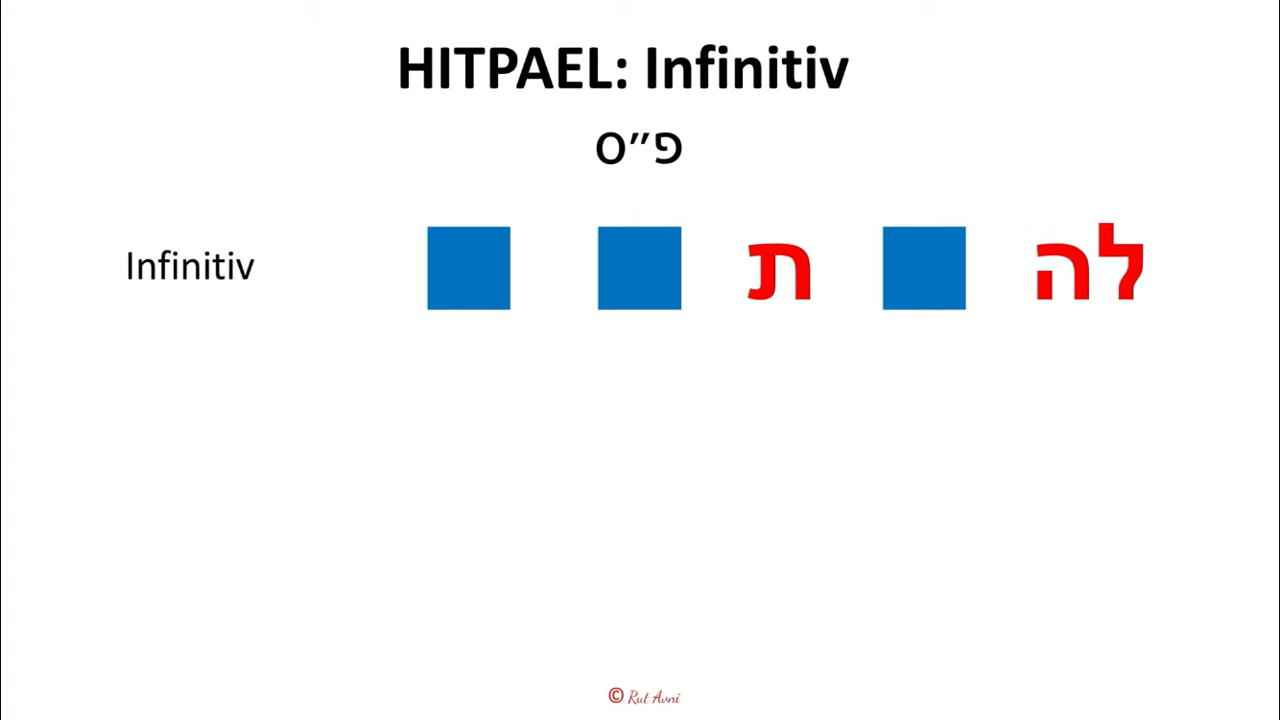 HITPAEL: Infinitiv
פ״ס
Infinitiv
לה ת
© Rut Avni